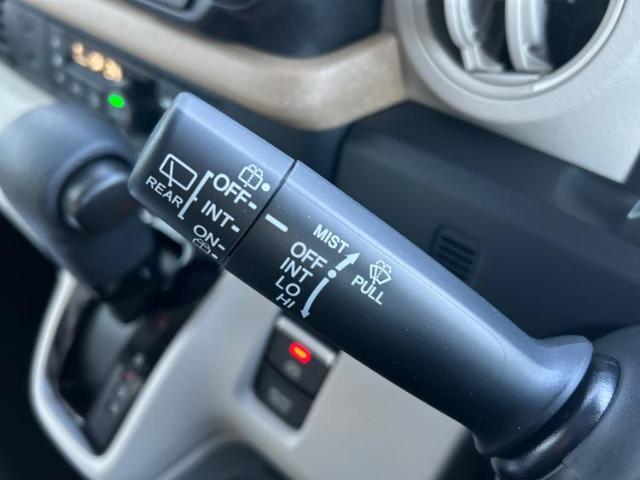 REAR
OFF
INT
ON
MIST
OFF
INT
LO
HI
PULL